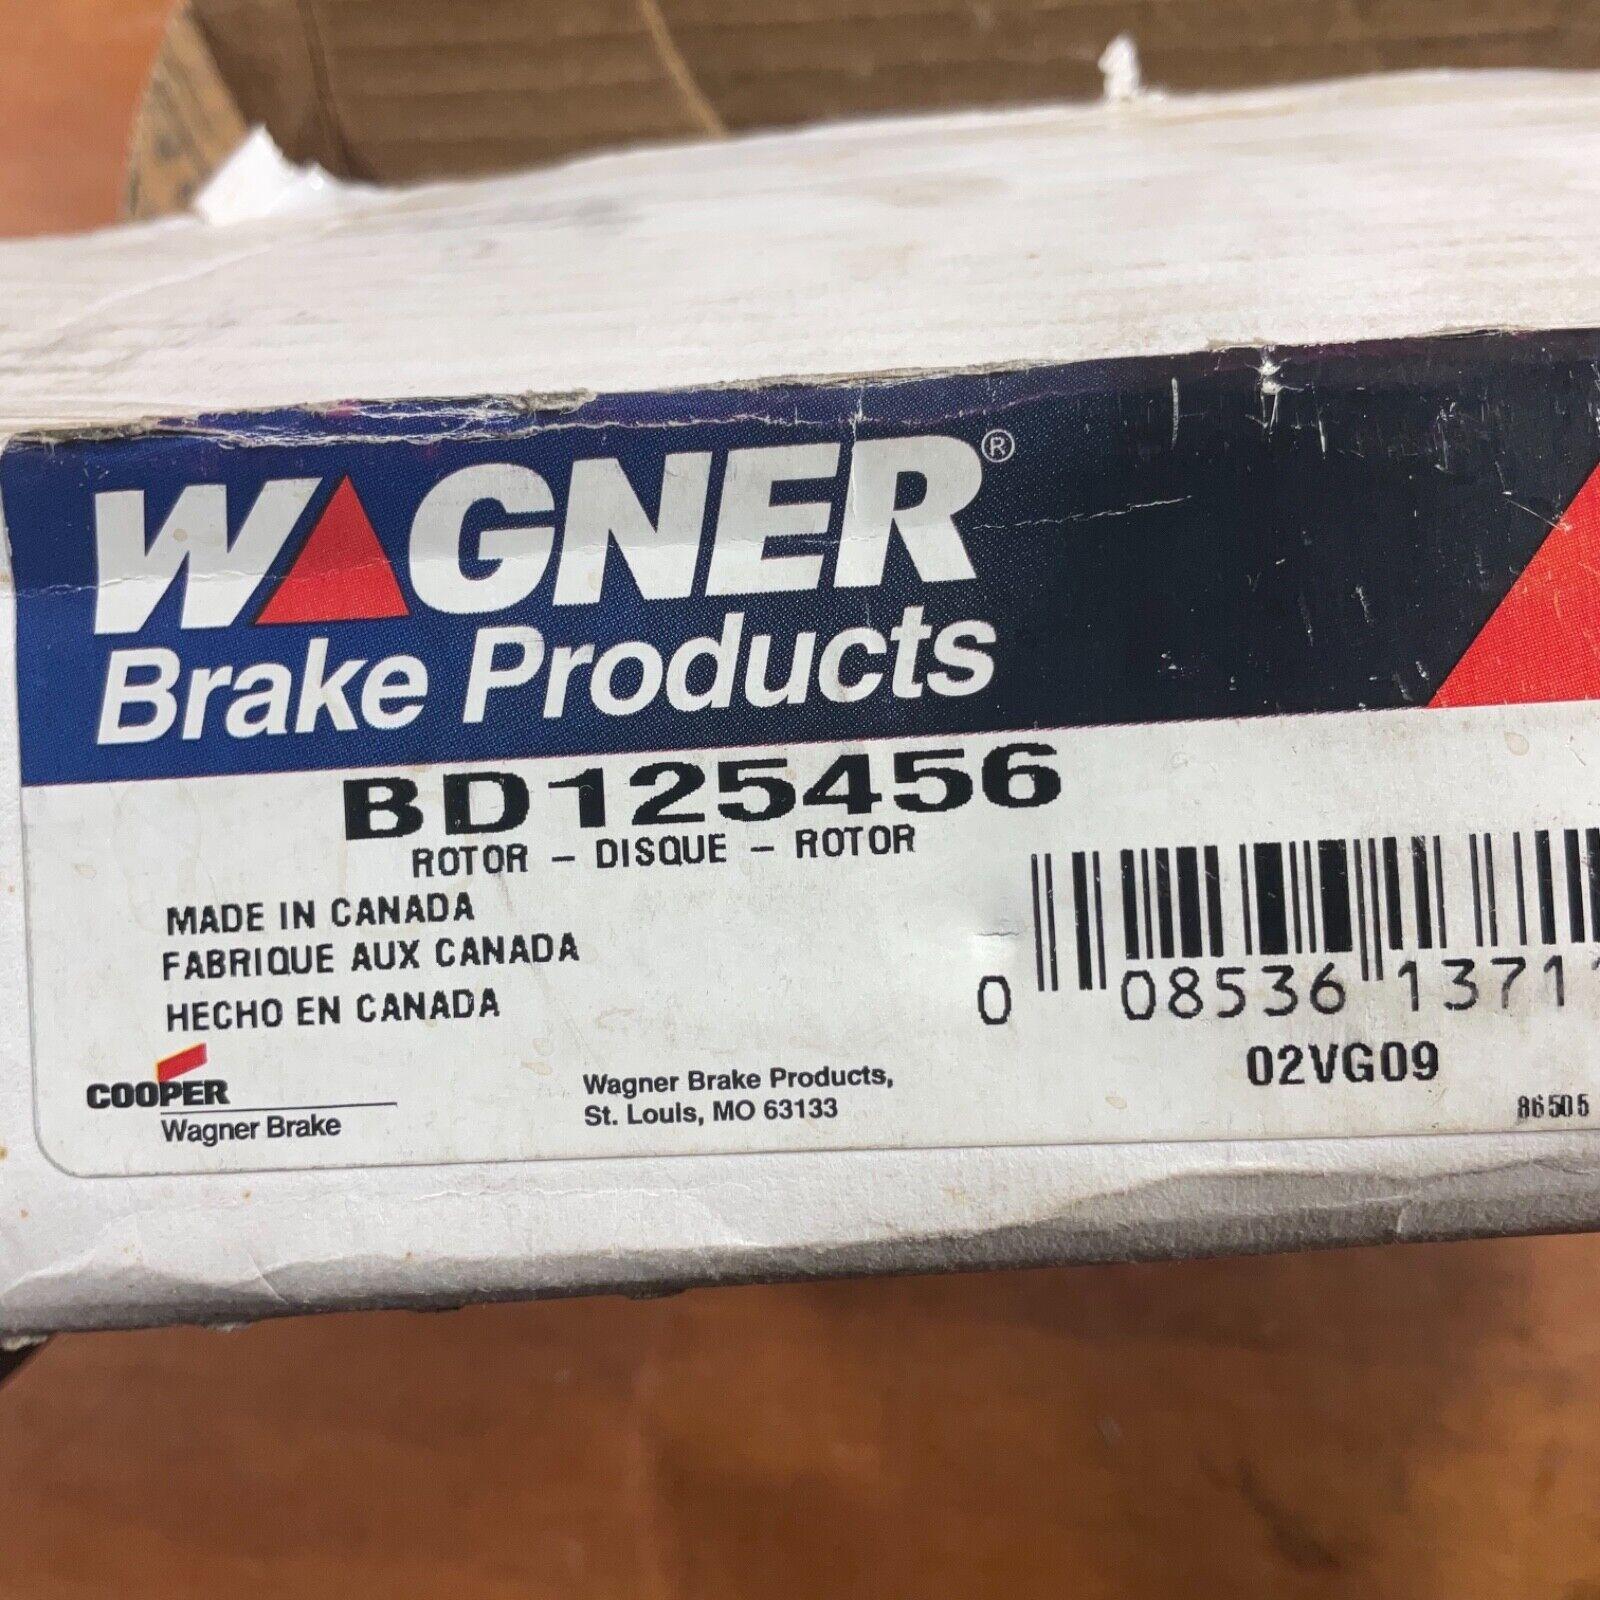 WAGNER®
Brake Products
BD125456
ROTOR – DISQUE – ROTOR
MADE IN CANADA
FABRIQUE AUX CANADA
HECHO EN CANADA
0 08536 13711
02VG09
86505
COOPER
Wagner Brake
Wagner Brake Products,
St. Louis, MO 63133